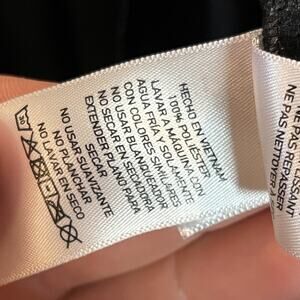 HECHO EN VIETNAM
100% POLIÉSTER
LAVAR A MÁQUINA CON
AGUA FRÍA Y SOLAMENTE
CON COLORES SIMILARES
NO USAR BLANQUEADOR
NO SECAR EN SECADORA
EXTENDER PLANO PARA
SECAR
NO USAR SUAVIZANTE
NO PLANCHAR
NO LAVAR EN SECO
NE PAS REPASSER
NE PAS NETTOYER